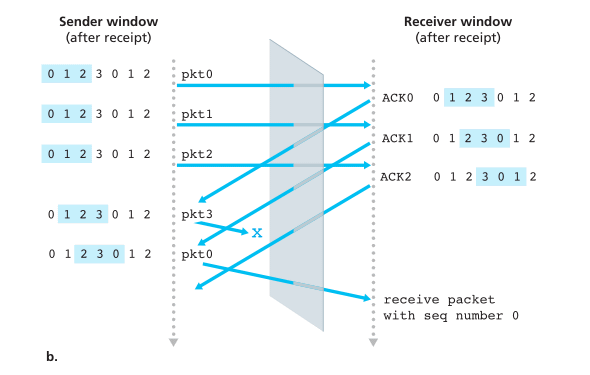 Sender window
(after receipt)
Receiver window
(after receipt)
0 1 2 3 0 1 2
pkt0
ACK0
0 1 2 3 0 1 2
0 1 2 3 0 1 2
pkt1
ACK1
0 1 2 3 0 1 2
0 1 2 3 0 1 2
pkt2
ACK2
0 1 2 3 0 1 2
0 1 2 3 0 1 2
pkt3
x
0 1 2 3 0 1 2
pkt0
receive packet
with seq number 0
b.